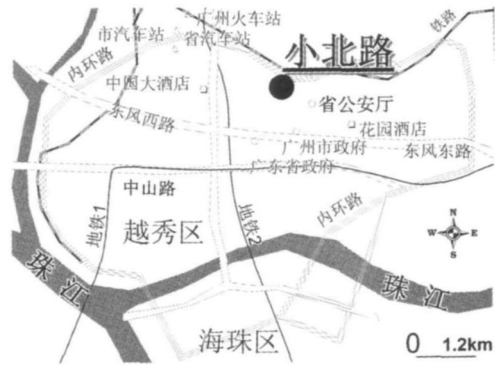 广州火车站
市汽车站
省汽车站
铁路
小北路
内环路
中国大酒店
省公安厅
花园酒店
东风西路
广州市政府
东风东路
广东省政府
中山路
内环路
地铁1
地铁2
越秀区
N
W E
S
珠江
珠江
海珠区
0 1.2km